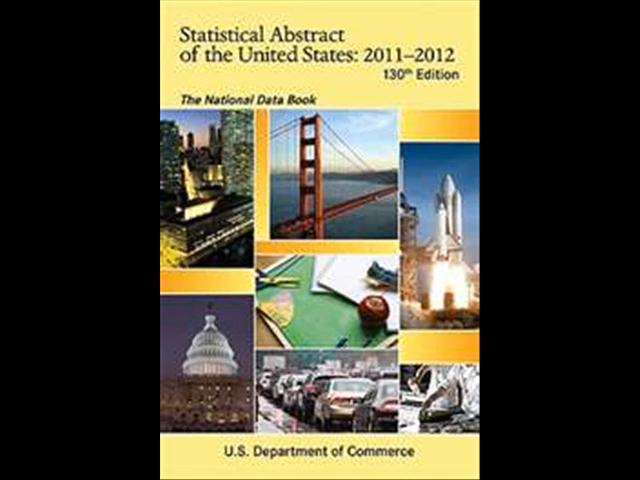 Statistical Abstract
of the United States: 2011–2012
130th Edition
The National Data Book
U.S. Department of Commerce